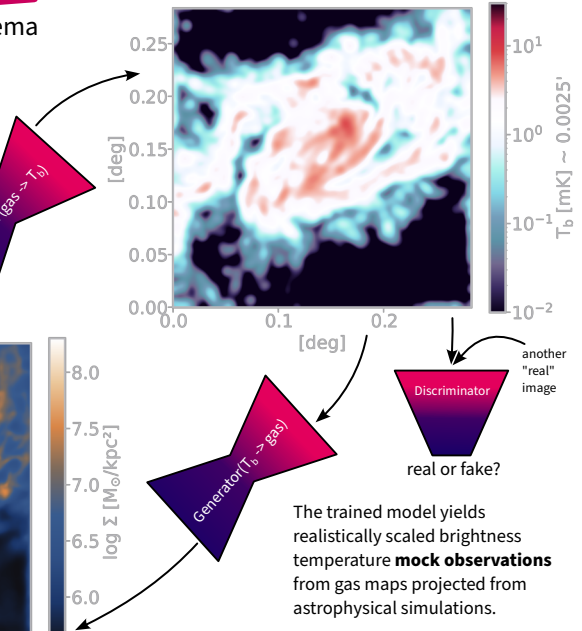 ema
(gas -> Tb)
0.25
0.20
0.15
0.10
0.05
0.00
[deg]
0.0 0.1 0.2
[deg]
10¹
10⁰
10⁻¹
10⁻²
Tb [mK] ~ 0.0025'
another
"real"
image
Discriminator
real or fake?
Generator(Tb -> gas)
8.0
7.5
7.0
6.5
6.0
log Σ [M⊙/kpc²]
The trained model yields
realistically scaled brightness
temperature mock observations
from gas maps projected from
astrophysical simulations.